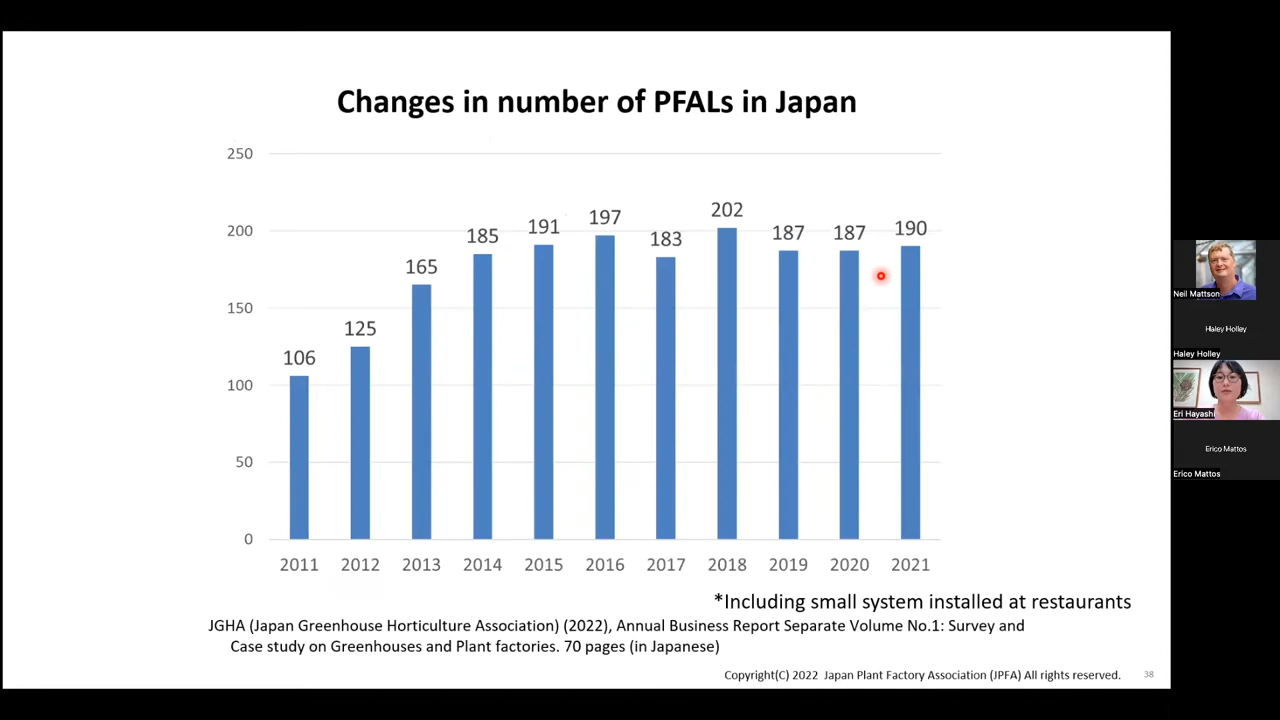 Changes in number of PFALs in Japan
250
200
150
100
50
0
106
125
165
185
191
197
183
202
187
187
190
2011 2012 2013 2014 2015 2016 2017 2018 2019 2020 2021
*Including small system installed at restaurants
JGHA (Japan Greenhouse Horticulture Association) (2022), Annual Business Report Separate Volume No.1: Survey and
Case study on Greenhouses and Plant factories. 70 pages (in Japanese)
Copyright(C) 2022 Japan Plant Factory Association (JPFA) All rights reserved.
38
Neil Mattson
Haley Holley
Haley Holley
Eri Hayashi
Erico Mattos
Erico Mattos